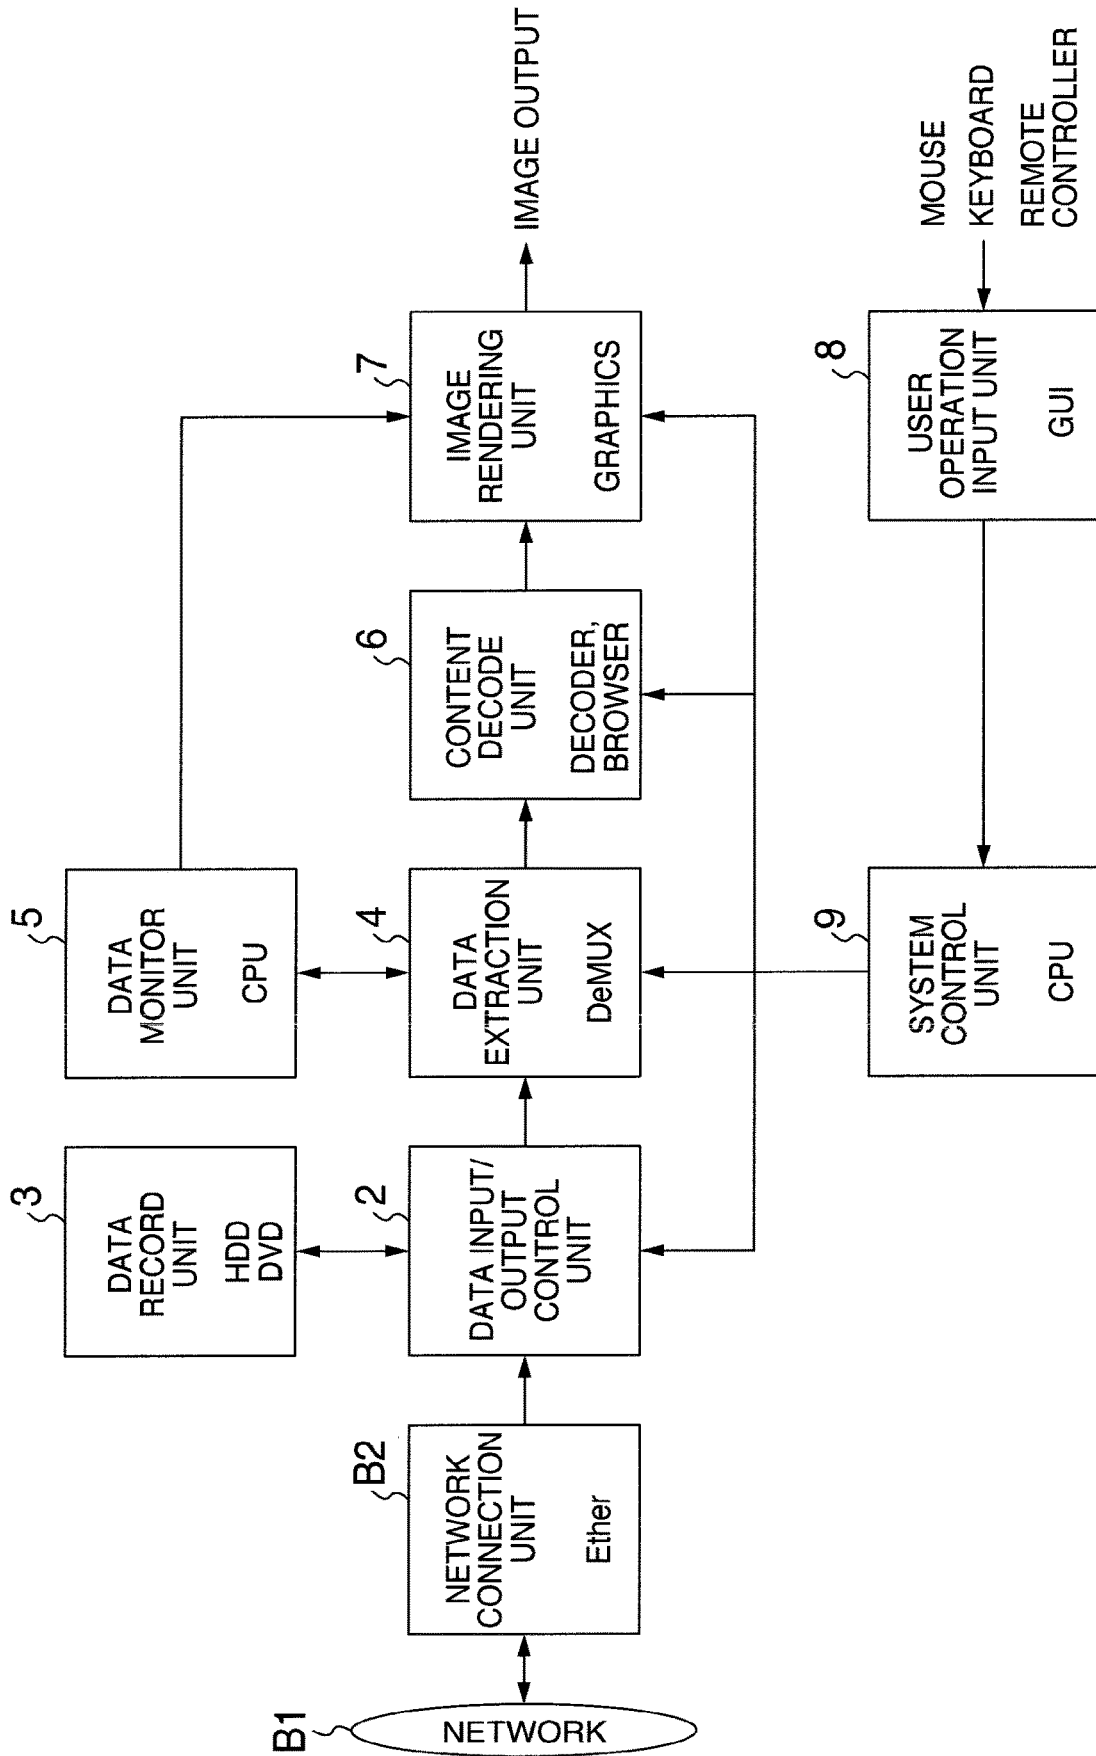 B1
NETWORK
B2
NETWORK
CONNECTION
UNIT
Ether
3
DATA
RECORD
UNIT
HDD
DVD
2
DATA INPUT/
OUTPUT
CONTROL
UNIT
5
DATA
MONITOR
UNIT
CPU
4
DATA
EXTRACTION
UNIT
DeMUX
6
CONTENT
DECODE
UNIT
DECODER,
BROWSER
7
IMAGE
RENDERING
UNIT
GRAPHICS
IMAGE OUTPUT
9
SYSTEM
CONTROL
UNIT
CPU
8
USER
OPERATION
INPUT UNIT
GUI
MOUSE
KEYBOARD
REMOTE
CONTROLLER